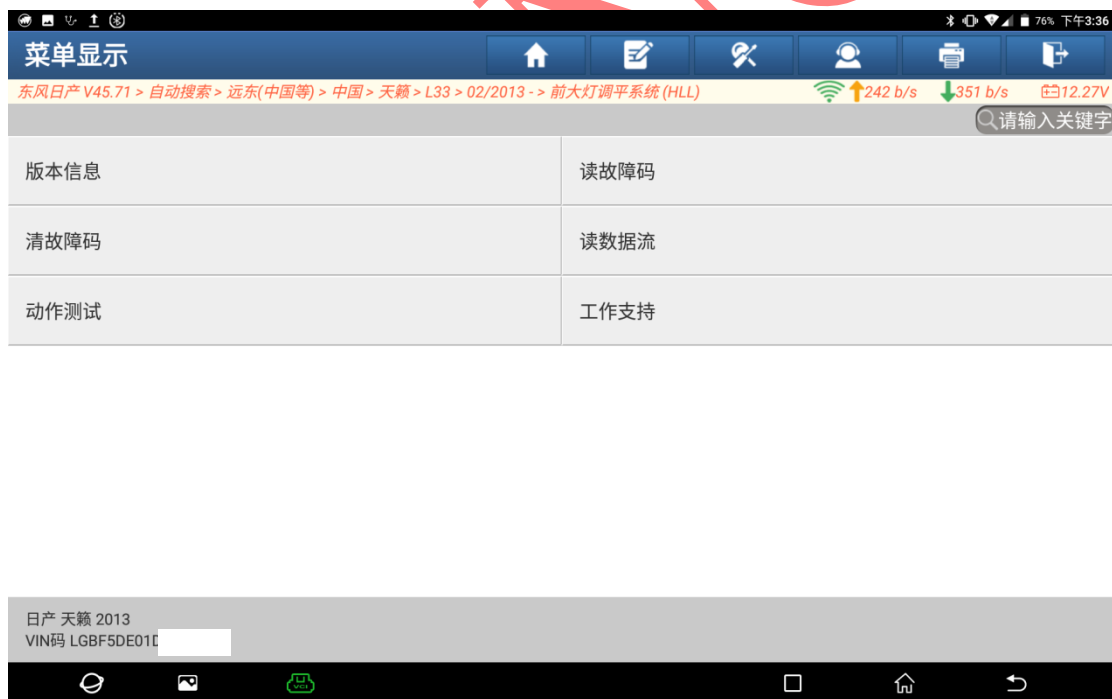 76% 下午3:36
菜单显示
东风日产 V45.71 > 自动搜索 > 远东(中国等) > 中国 > 天籁 > L33 > 02/2013 - > 前大灯调平系统 (HLL) 242 b/s 351 b/s 12.27V
请输入关键字
版本信息 读故障码
清故障码 读数据流
动作测试 工作支持
日产 天籁 2013
VIN码 LGBF5DE01D
VCI